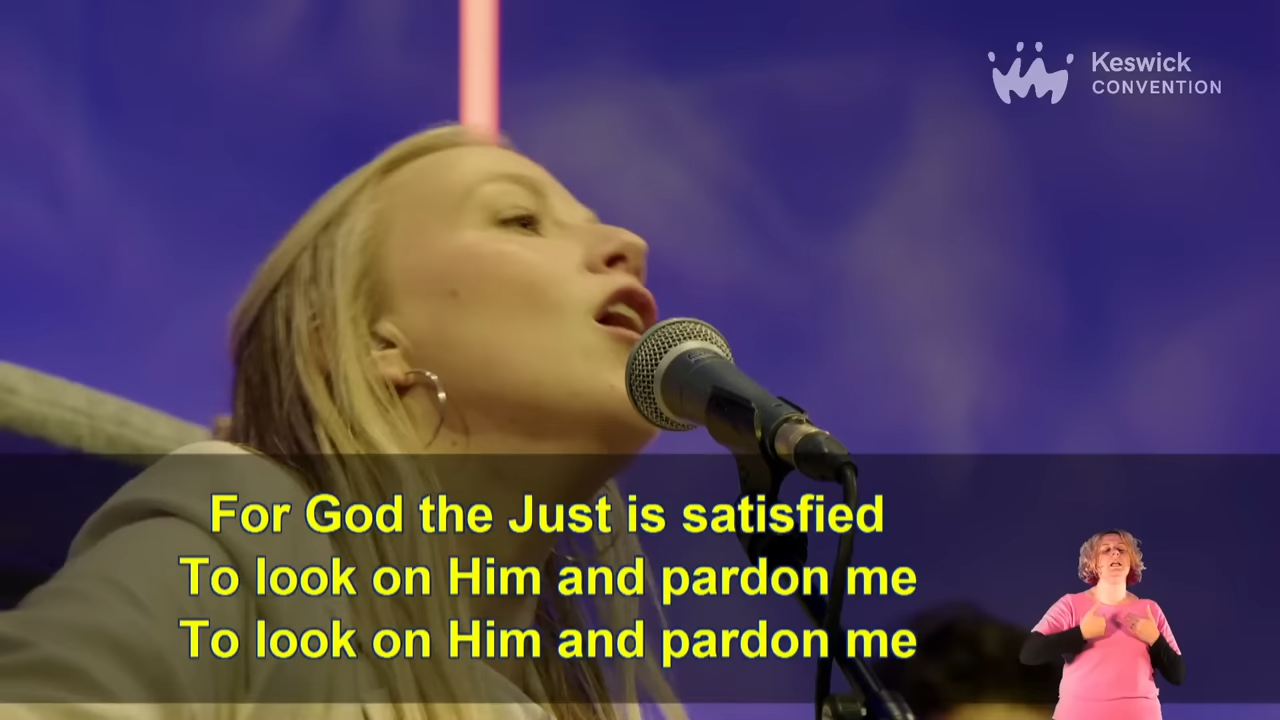 Keswick
CONVENTION
For God the Just is satisfied
To look on Him and pardon me
To look on Him and pardon me